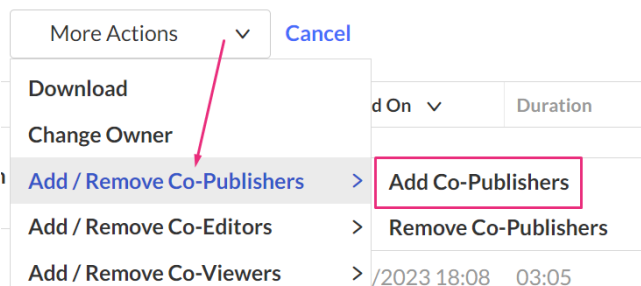 More Actions Cancel
Download
d On Duration
Change Owner
Add / Remove Co-Publishers > Add Co-Publishers
Add / Remove Co-Editors > Remove Co-Publishers
Add / Remove Co-Viewers > /2023 18:08 03:05